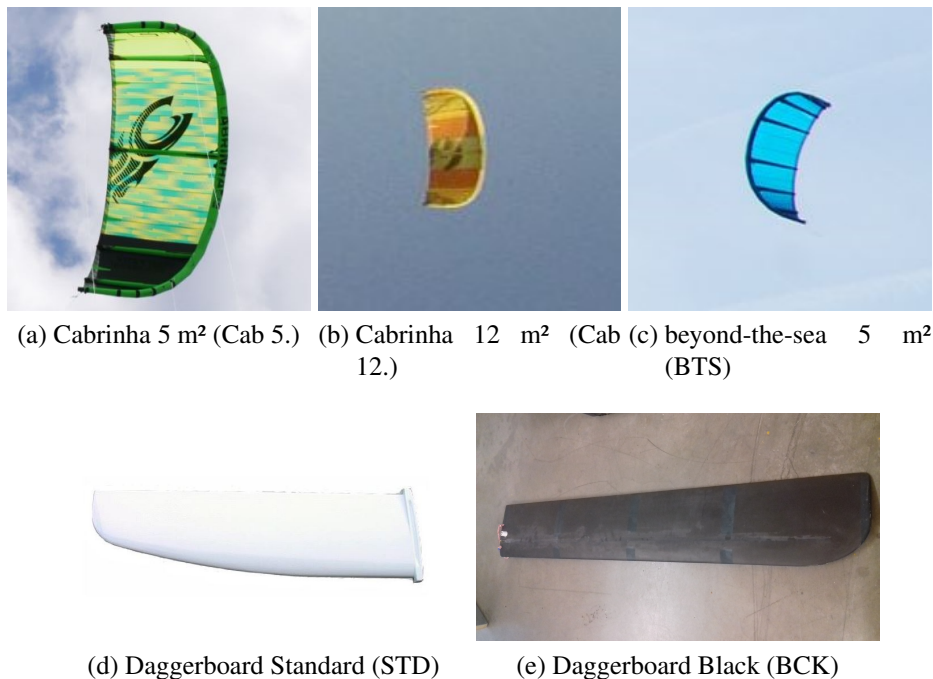 (a) Cabrinha 5 m² (Cab 5.)
(b) Cabrinha 12 m² (Cab
12.)
(c) beyond-the-sea 5 m²
(BTS)
(d) Daggerboard Standard (STD)
(e) Daggerboard Black (BCK)